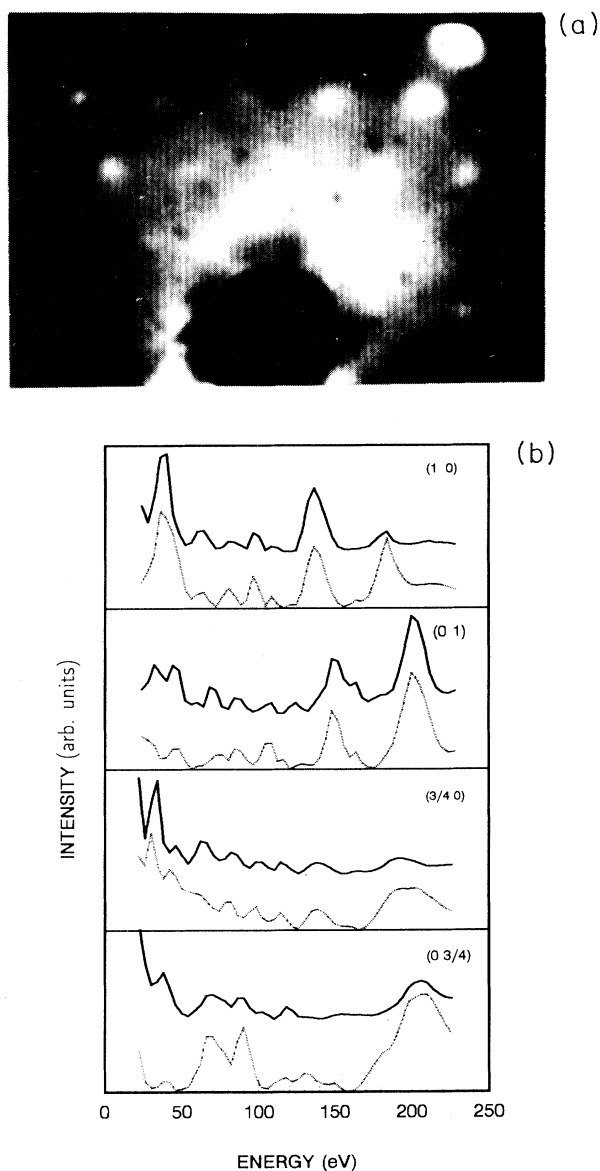 (a)
(b)
(1 0)
(0 1)
(3/4 0)
(0 3/4)
INTENSITY (arb. units)
0 50 100 150 200 250
ENERGY (eV)